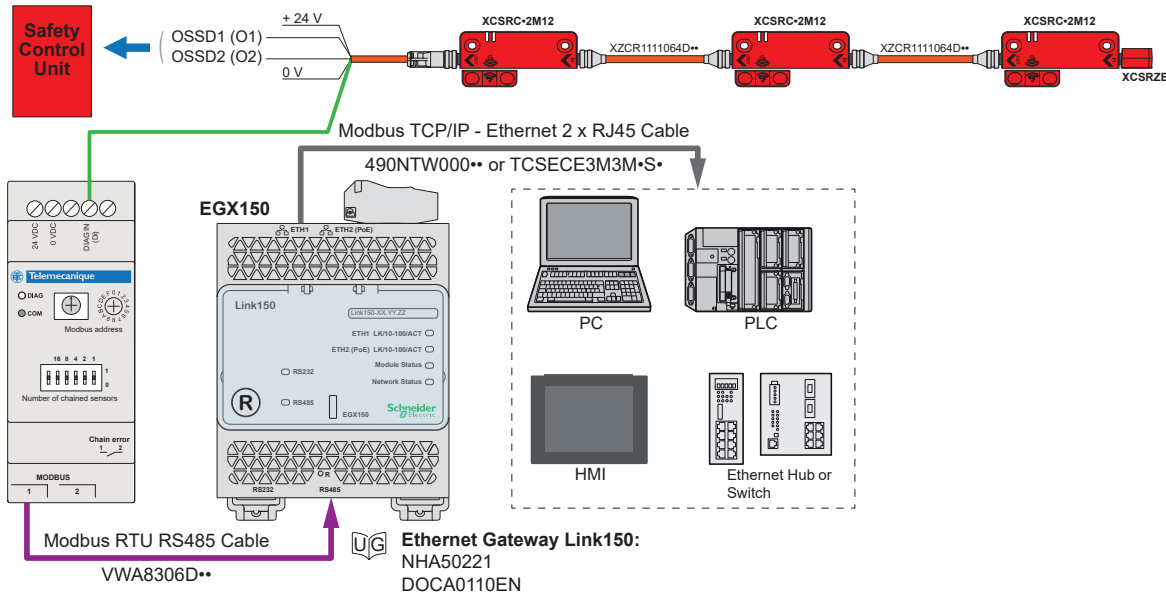 Safety
Control
Unit
+ 24 V
OSSD1 (O1)
OSSD2 (O2)
0 V
XCSRC•2M12
XZCR1111064D••
XCSRC•2M12
XZCR1111064D••
XCSRC•2M12
XCSRZE
Modbus TCP/IP - Ethernet 2 x RJ45 Cable
490NTW000•• or TCSECE3M3M•S•
24 VDC
0 VDC
DIAG IN
(Di)
Telemecanique
DIAG
COM
Modbus address
16 8 4 2 1
1
0
Number of chained sensors
Chain error
1 2
MODBUS
1 2
EGX150
ETH1 ETH2 (PoE)
Link150
Link150-XX.YY.ZZ
ETH1 LK/10-100/ACT
ETH2 (PoE) LK/10-100/ACT
Module Status
Network Status
RS232
RS485
R
EGX150
Schneider
Electric
R
RS232 RS485
PC
PLC
HMI
Ethernet Hub or
Switch
Modbus RTU RS485 Cable
VWA8306D••
UG
Ethernet Gateway Link150:
NHA50221
DOCA0110EN